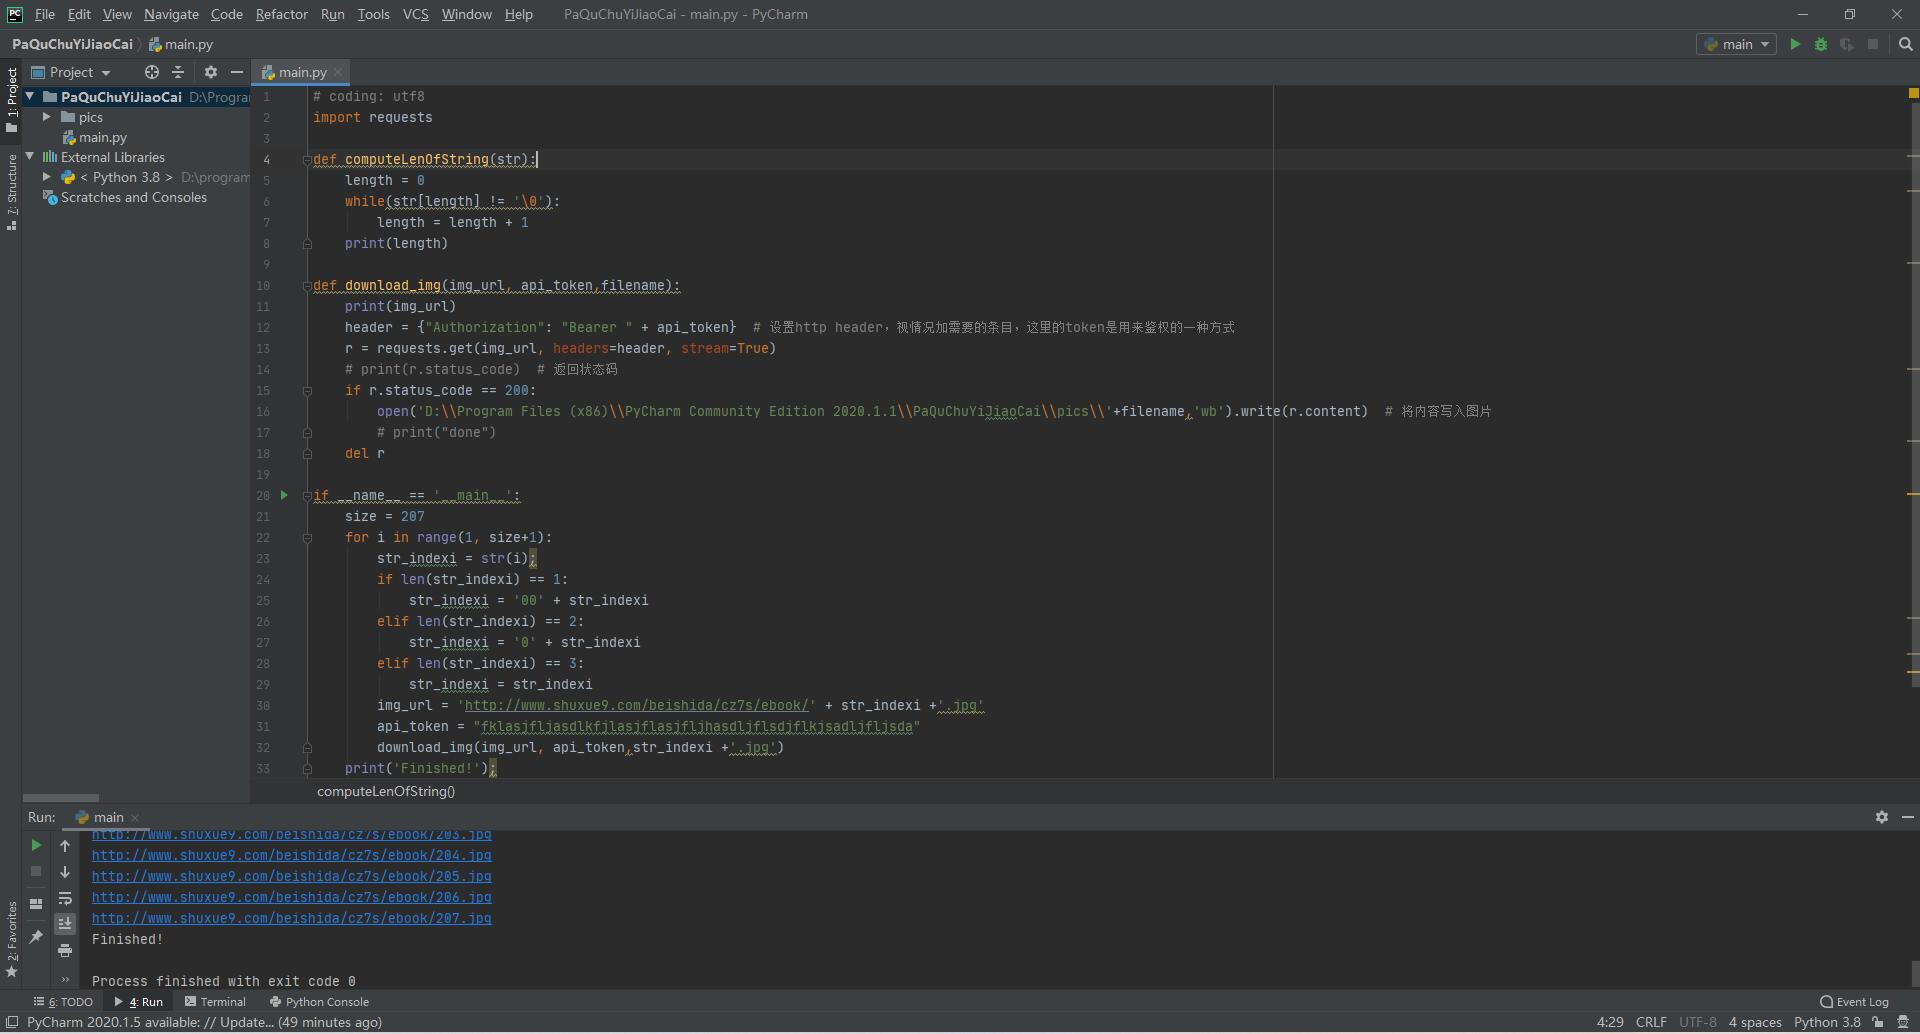 File Edit View Navigate Code Refactor Run Tools VCS Window Help PaQuChuYiJiaoCai - main.py - PyCharm
PaQuChuYiJiaoCai main.py main
1: Project
7: Structure
2: Favorites
Project main.py
PaQuChuYiJiaoCai D:\Progra
pics
main.py
External Libraries
< Python 3.8 > D:\program
Scratches and Consoles
1 # coding: utf8
2 import requests
3
4 def computeLenOfString(str):
5 length = 0
6 while(str[length] != '\0'):
7 length = length + 1
8 print(length)
9
10 def download_img(img_url, api_token,filename):
11 print(img_url)
12 header = {"Authorization": "Bearer " + api_token} # 设置http header，视情况加需要的条目，这里的token是用来鉴权的一种方式
13 r = requests.get(img_url, headers=header, stream=True)
14 # print(r.status_code) # 返回状态码
15 if r.status_code == 200:
16 open('D:\\Program Files (x86)\\PyCharm Community Edition 2020.1.1\\PaQuChuYiJiaoCai\\pics\\'+filename,'wb').write(r.content) # 将内容写入图片
17 # print("done")
18 del r
19
20 if __name__ == '__main__':
21 size = 207
22 for i in range(1, size+1):
23 str_indexi = str(i);
24 if len(str_indexi) == 1:
25 str_indexi = '00' + str_indexi
26 elif len(str_indexi) == 2:
27 str_indexi = '0' + str_indexi
28 elif len(str_indexi) == 3:
29 str_indexi = str_indexi
30 img_url = 'http://www.shuxue9.com/beishida/cz7s/ebook/' + str_indexi +'.jpg'
31 api_token = "fklasjfljasdlkfjlasjflasjfljhasdljflsdjflkjsadljfljsda"
32 download_img(img_url, api_token,str_indexi +'.jpg')
33 print('Finished!');
computeLenOfString()
Run: main
http://www.shuxue9.com/beishida/cz7s/ebook/203.jpg
http://www.shuxue9.com/beishida/cz7s/ebook/204.jpg
http://www.shuxue9.com/beishida/cz7s/ebook/205.jpg
http://www.shuxue9.com/beishida/cz7s/ebook/206.jpg
http://www.shuxue9.com/beishida/cz7s/ebook/207.jpg
Finished!
Process finished with exit code 0
6: TODO 4: Run Terminal Python Console Event Log
PyCharm 2020.1.5 available: // Update... (49 minutes ago) 4:29 CRLF UTF-8 4 spaces Python 3.8